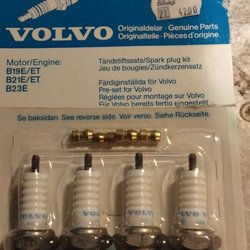 VOLVO
Originaldelar · Genuine Parts
Originalteile · Pièces d'origine
Motor/Engine:
B19E/ET
B21E/ET
B23E
Tändstiftssats/Spark plug kit
Jeu de bougies/Zündkerzensatz
Färdiginställda för Volvo
Pre-set for Volvo
Réglées pour montage sur Volvo
Für Volvo bereits fertig eingestellt
Se baksidan. See reverse side. Voir verso. Siehe Rückseite.
VOLVO
VOLVO
VOLVO
VOLVO